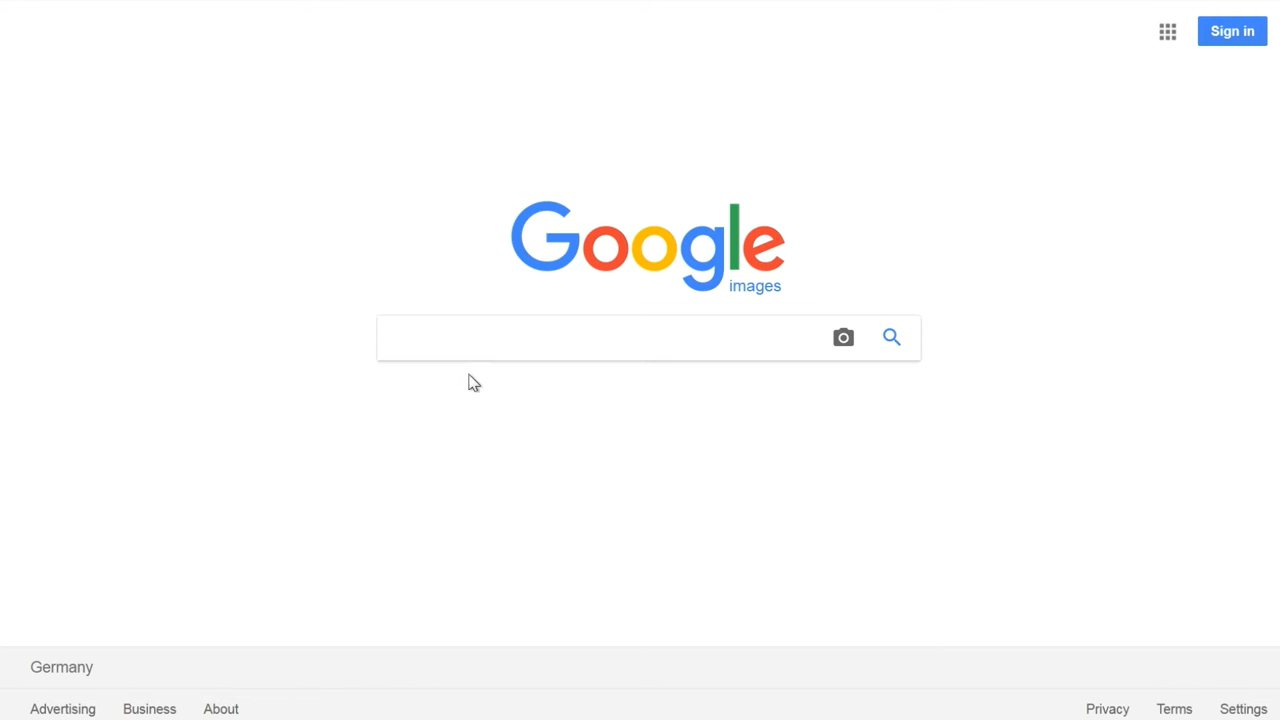 Sign in
Google
images
Germany
Advertising Business About Privacy Terms Settings